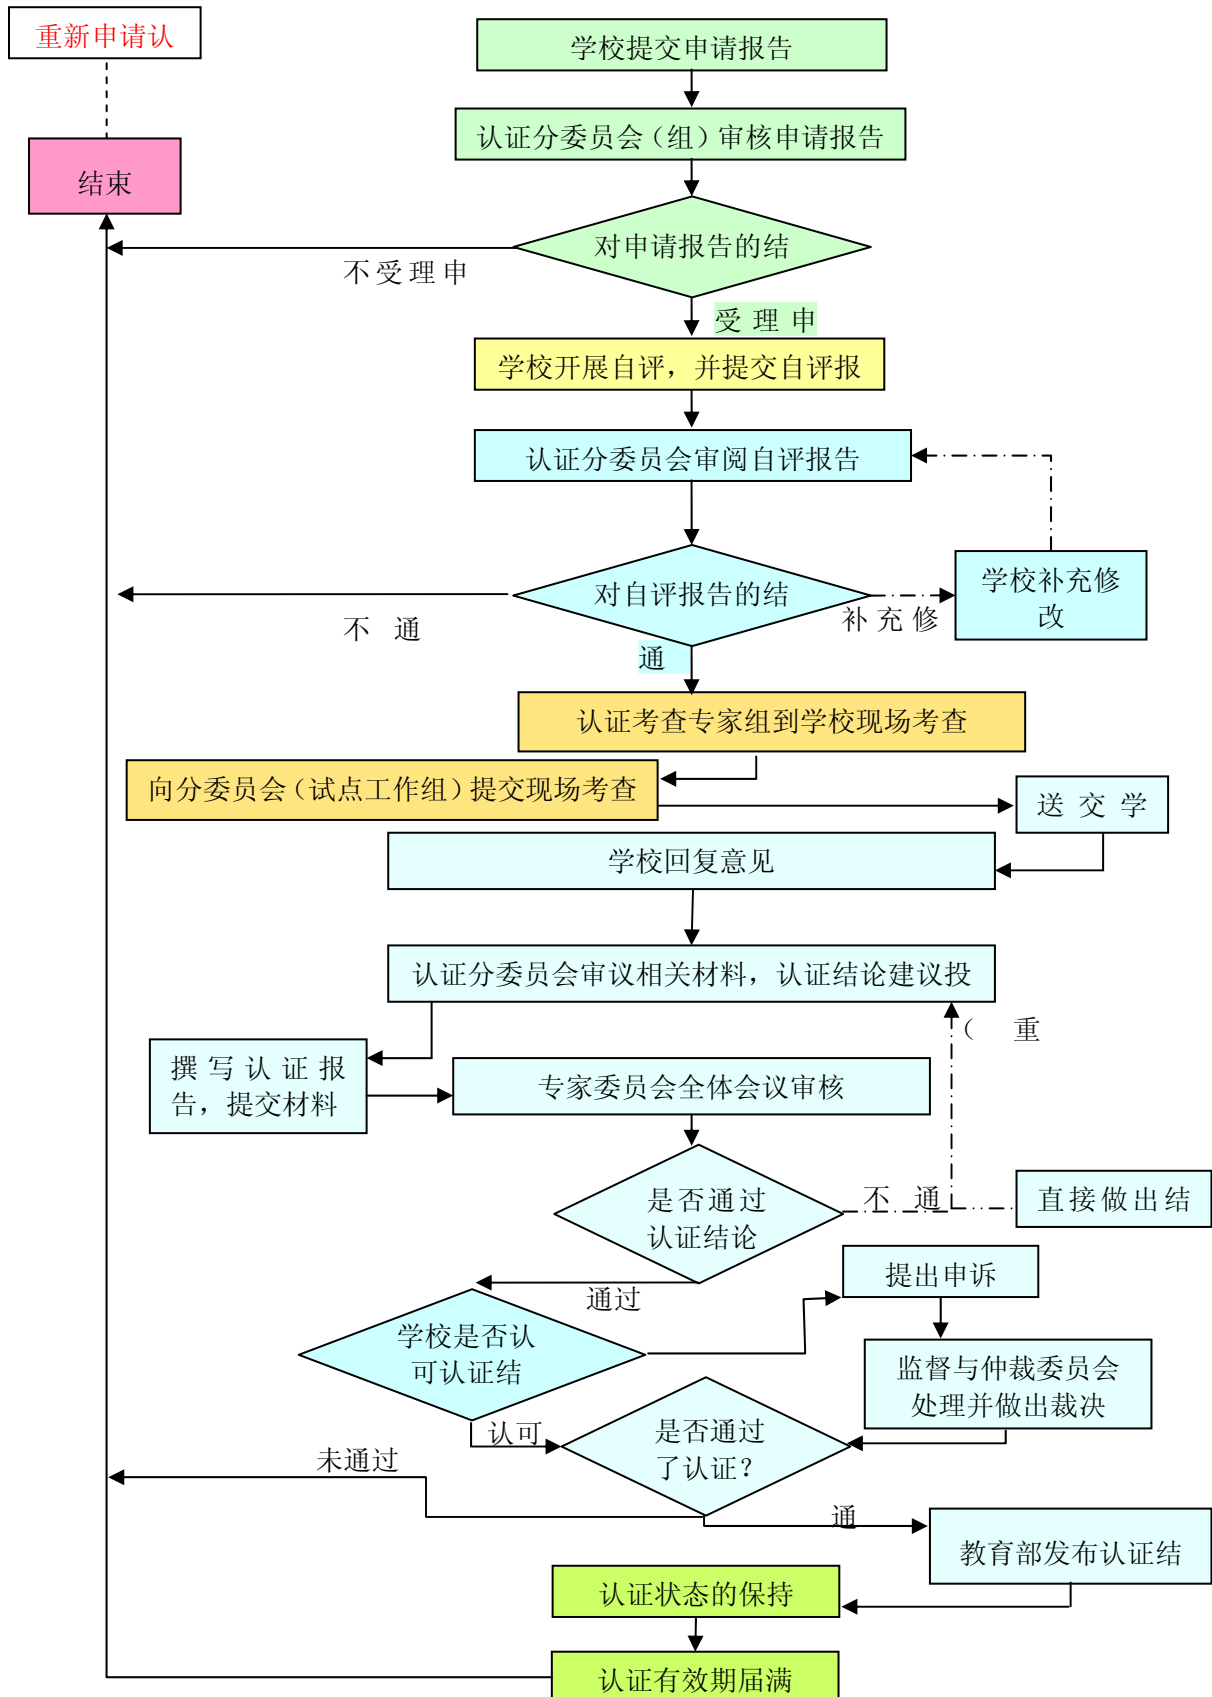 重新申请认
学校提交申请报告
认证分委员会（组）审核申请报告
结束
对申请报告的结
不受理申
受理申
学校开展自评，并提交自评报
认证分委员会审阅自评报告
对自评报告的结
学校补充修
改
补充修
不 通
通
认证考查专家组到学校现场考查
向分委员会（试点工作组）提交现场考查
送交学
学校回复意见
认证分委员会审议相关材料，认证结论建议投
（ 重
撰写认证报
告，提交材料
专家委员会全体会议审核
是否通过
认证结论
不 通
直接做出结
提出申诉
通过
学校是否认
可认证结
监督与仲裁委员会
处理并做出裁决
认可
是否通过
了认证？
未通过
通
教育部发布认证结
认证状态的保持
认证有效期届满